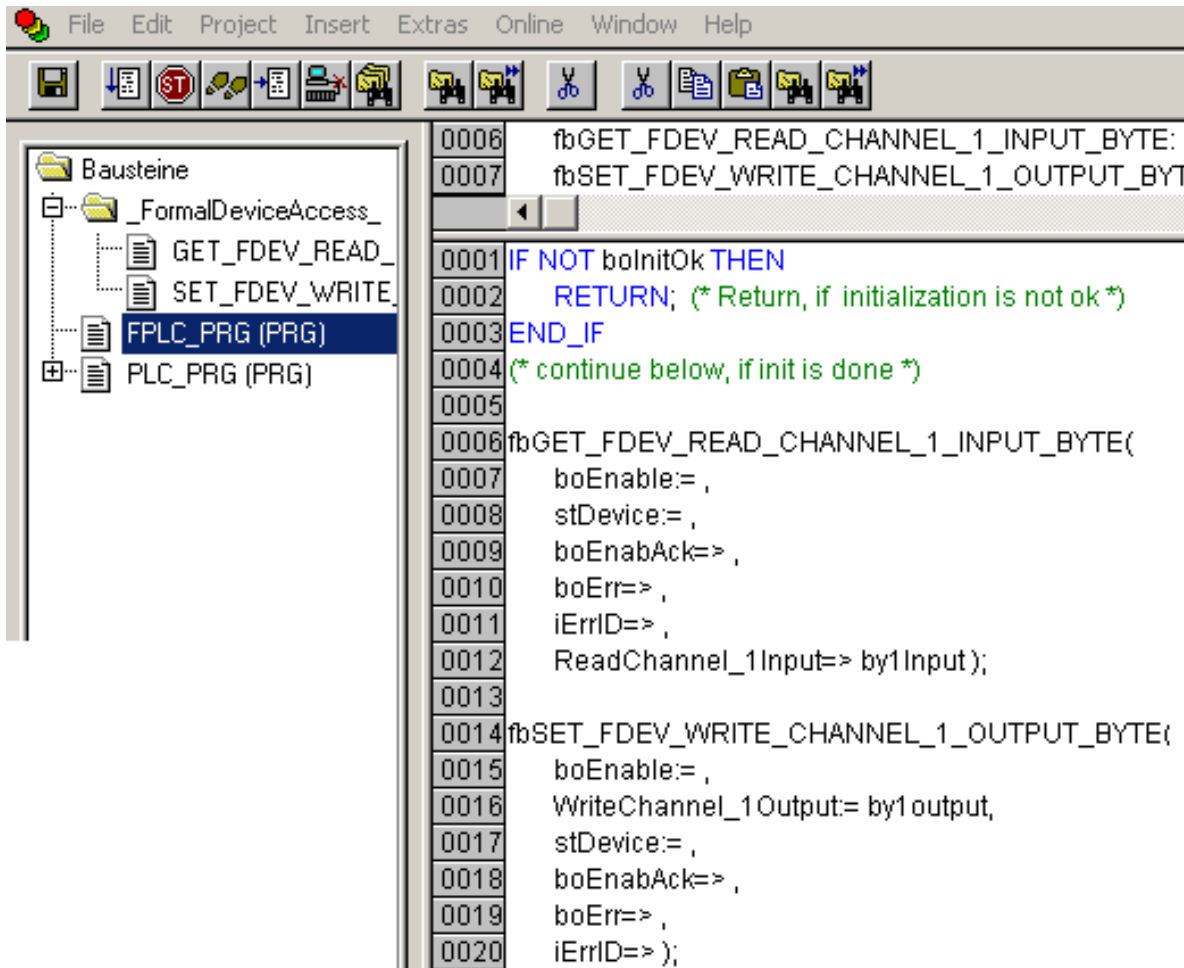 File Edit Project Insert Extras Online Window Help
ST
Bausteine
_FormalDeviceAccess_
GET_FDEV_READ_
SET_FDEV_WRITE_
FPLC_PRG (PRG)
PLC_PRG (PRG)
0006 fbGET_FDEV_READ_CHANNEL_1_INPUT_BYTE:
0007 fbSET_FDEV_WRITE_CHANNEL_1_OUTPUT_BYT
0001 IF NOT boInitOk THEN
0002 RETURN; (* Return, if initialization is not ok *)
0003 END_IF
0004 (* continue below, if init is done *)
0005
0006 fbGET_FDEV_READ_CHANNEL_1_INPUT_BYTE(
0007 boEnable:= ,
0008 stDevice:= ,
0009 boEnabAck=> ,
0010 boErr=> ,
0011 iErrID=> ,
0012 ReadChannel_1Input=> by1Input );
0013
0014 fbSET_FDEV_WRITE_CHANNEL_1_OUTPUT_BYTE(
0015 boEnable:= ,
0016 WriteChannel_1Output:= by1output,
0017 stDevice:= ,
0018 boEnabAck=> ,
0019 boErr=> ,
0020 iErrID=> );